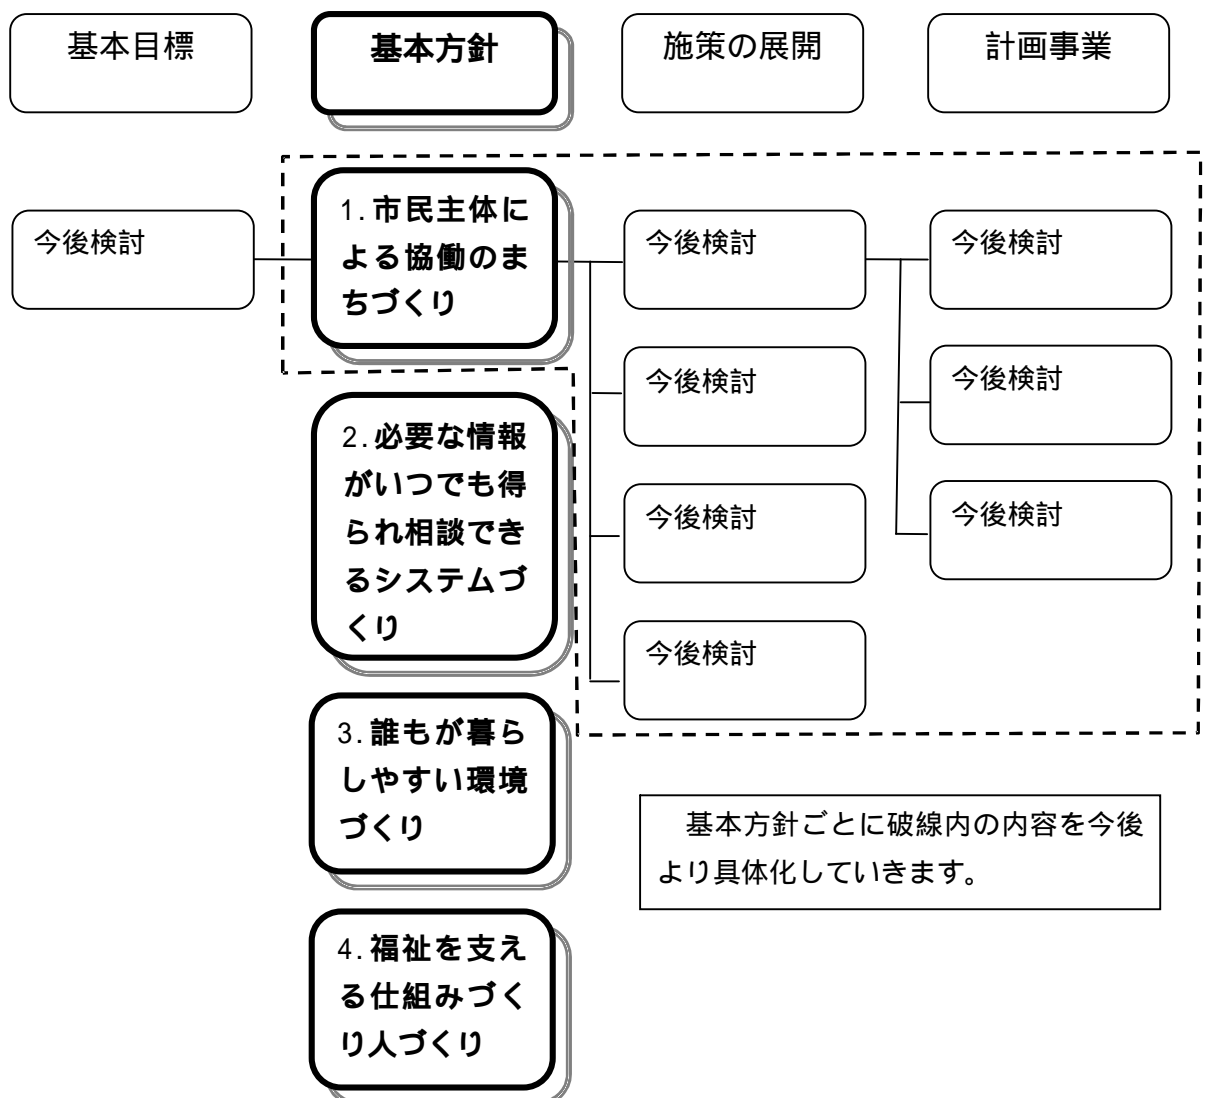 基本目標
基本方針
施策の展開
計画事業
今後検討
1.市民主体に
よる協働のま
ちづくり
今後検討
今後検討
今後検討
今後検討
今後検討
今後検討
今後検討
2.必要な情報
がいつでも得
られ相談でき
るシステムづ
くり
3.誰もが暮ら
しやすい環境
づくり
4.福祉を支え
る仕組みづく
り人づくり
基本方針ごとに破線内の内容を今後
より具体化していきます。